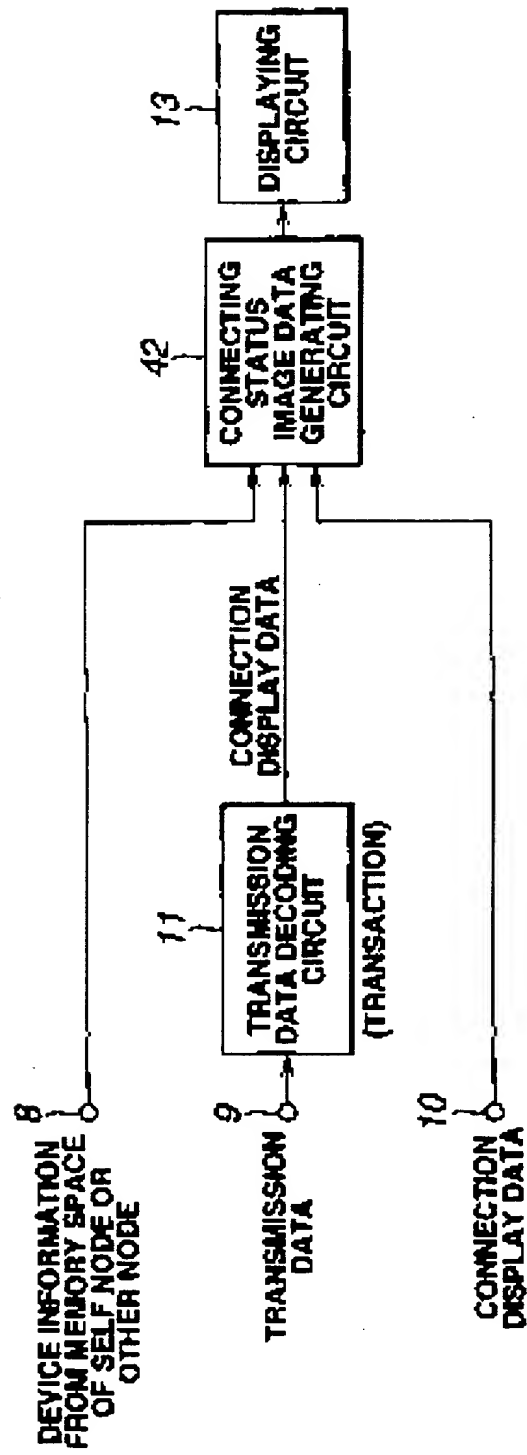 8
DEVICE INFORMATION
FROM MEMORY SPACE
OF SELF NODE OR
OTHER NODE
9
TRANSMISSION
DATA
10
CONNECTION
DISPLAY DATA
11
TRANSMISSION
DATA DECODING
CIRCUIT
(TRANSACTION)
CONNECTION
DISPLAY DATA
42
CONNECTING
STATUS
IMAGE DATA
GENERATING
CIRCUIT
13
DISPLAYING
CIRCUIT